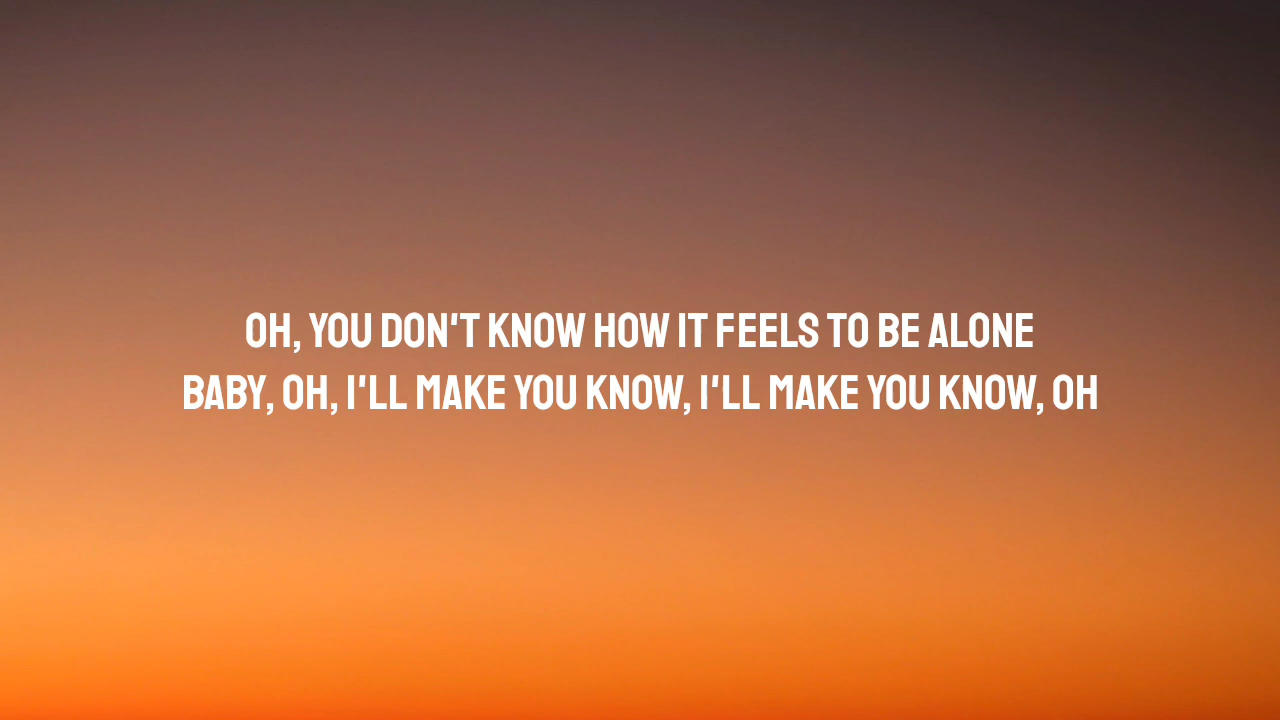 OH, YOU DON'T KNOW HOW IT FEELS TO BE ALONE
BABY, OH, I'LL MAKE YOU KNOW, I'LL MAKE YOU KNOW, OH